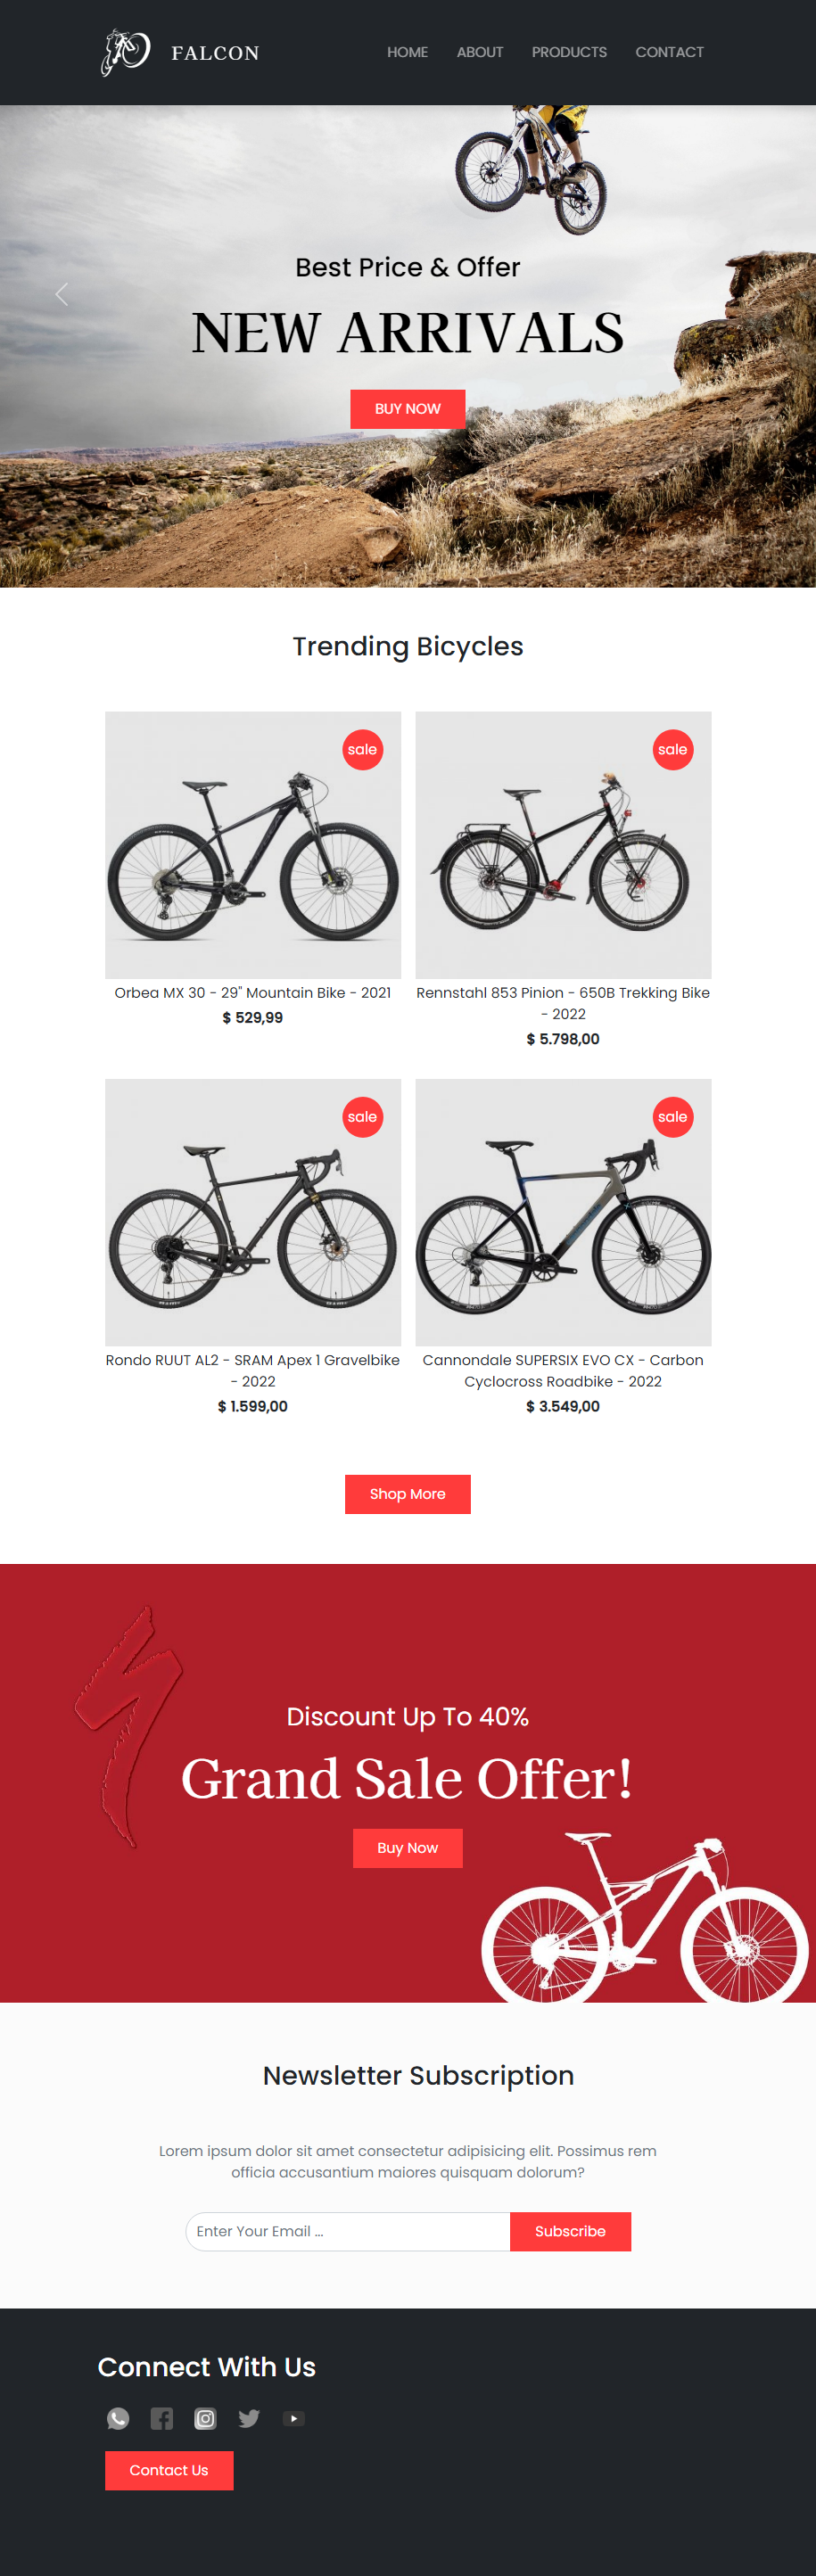 FALCON
HOME ABOUT PRODUCTS CONTACT
Best Price & Offer
NEW ARRIVALS
BUY NOW
Trending Bicycles
sale
Orbea MX 30 - 29" Mountain Bike - 2021
$ 529,99
sale
Rennstahl 853 Pinion - 650B Trekking Bike
- 2022
$ 5.798,00
sale
Rondo RUUT AL2 - SRAM Apex 1 Gravelbike
- 2022
$ 1.599,00
sale
Cannondale SUPERSIX EVO CX - Carbon
Cyclocross Roadbike - 2022
$ 3.549,00
Shop More
Discount Up To 40%
Grand Sale Offer!
Buy Now
Newsletter Subscription
Lorem ipsum dolor sit amet consectetur adipisicing elit. Possimus rem
officia accusantium maiores quisquam dolorum?
Enter Your Email ...
Subscribe
Connect With Us
Contact Us